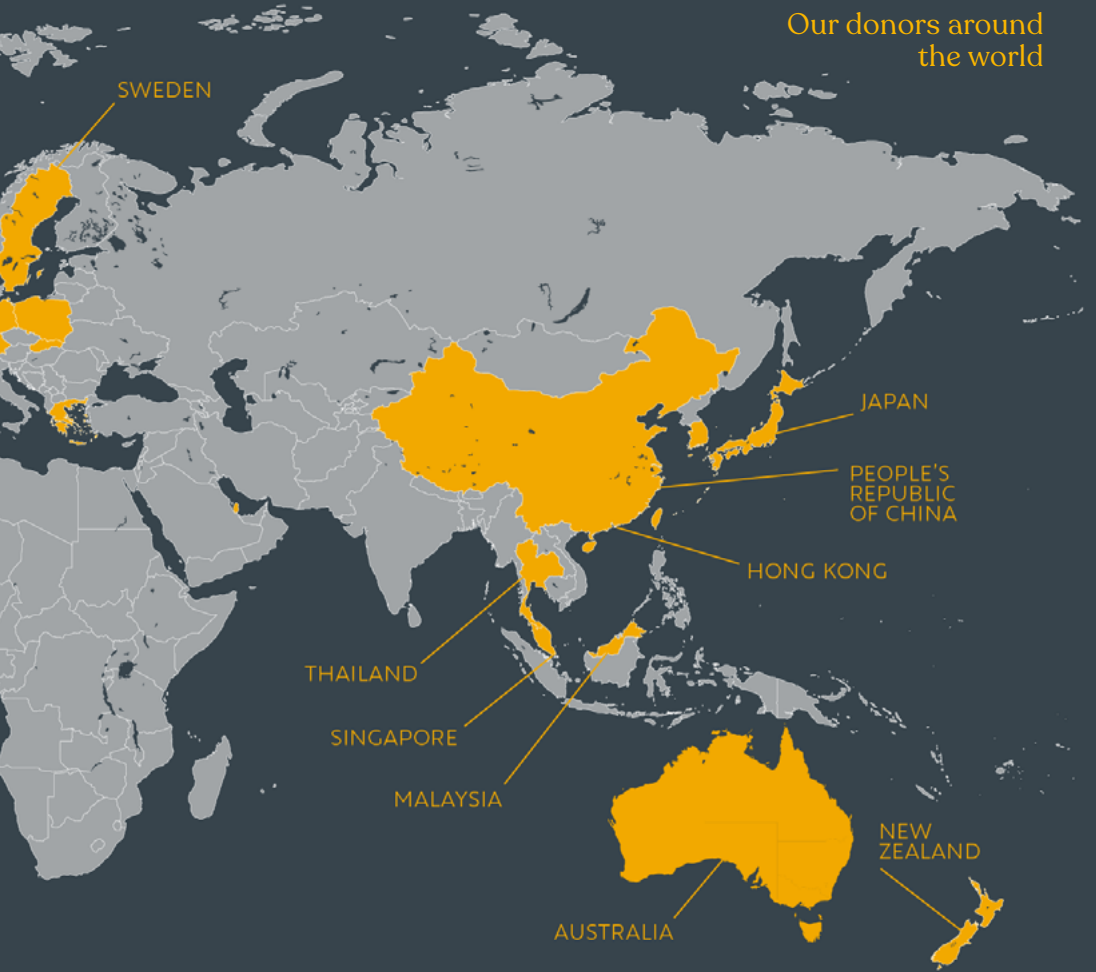 Our donors around
the world
SWEDEN
JAPAN
PEOPLE'S
REPUBLIC
OF CHINA
HONG KONG
THAILAND
SINGAPORE
MALAYSIA
NEW
ZEALAND
AUSTRALIA